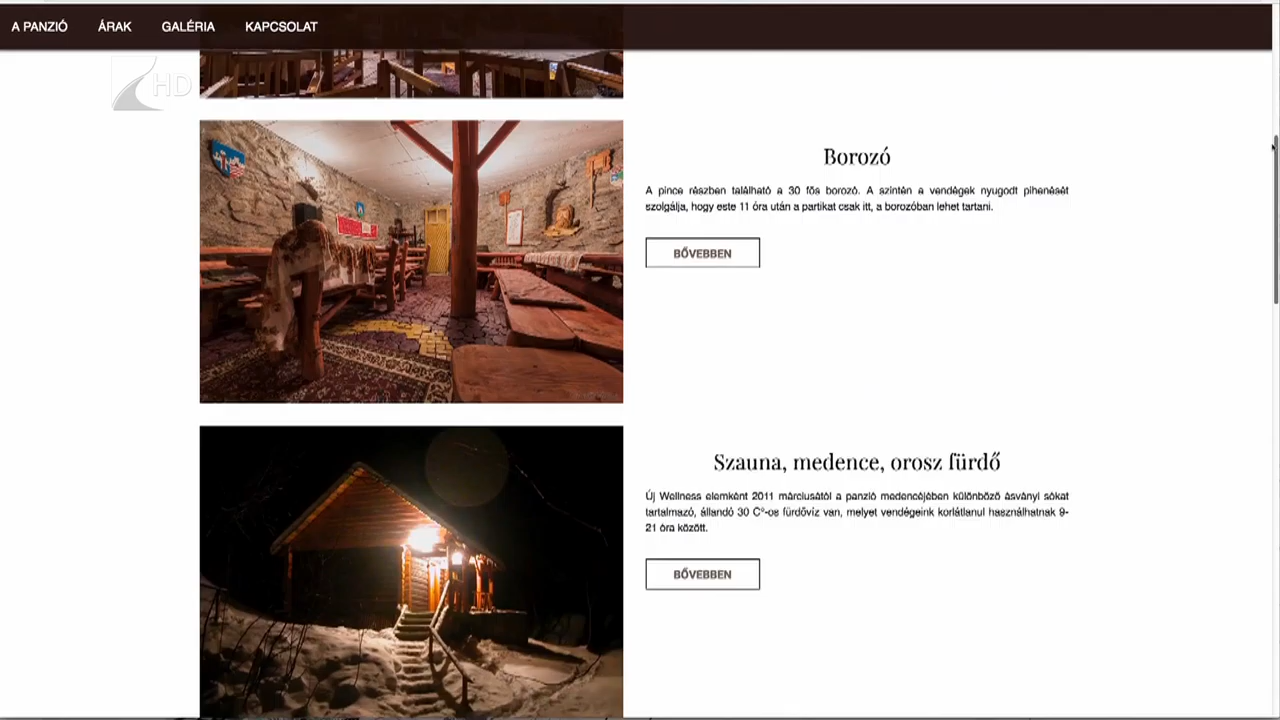 A PANZIÓ ÁRAK GALÉRIA KAPCSOLAT
HD
Borozó
A pince részben található a 30 fős borozó. A szintén a vendégek nyugodt pihenését
szolgálja, hogy este 11 óra után a partikat csak itt, a borozóban lehet tartani.
BŐVEBBEN
Szauna, medence, orosz fürdő
Új Wellness elemként 2011 márciusától a panzió medencéjében különböző ásványi sókat
tartalmazó, állandó 30 C°-os fürdővíz van, melyet vendégeink korlátlanul használhatnak 9-
21 óra között.
BŐVEBBEN